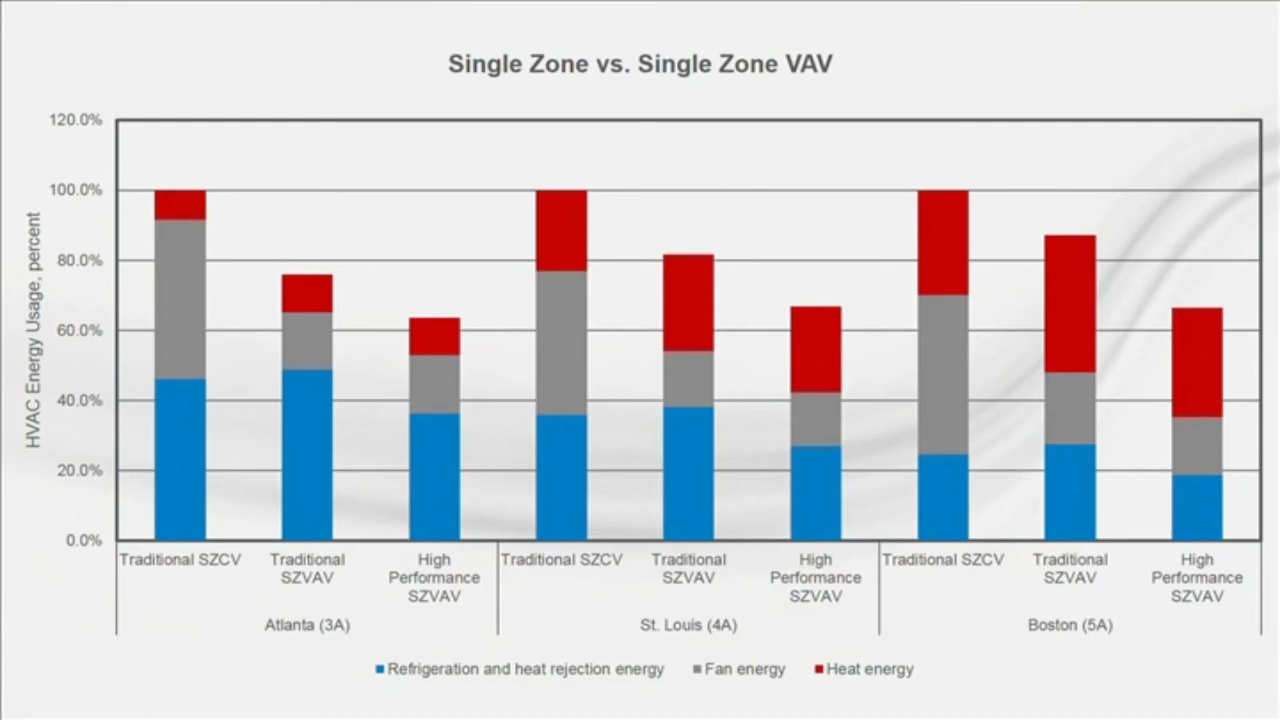 Single Zone vs. Single Zone VAV
HVAC Energy Usage, percent
120.0%
100.0%
80.0%
60.0%
40.0%
20.0%
0.0%
Traditional SZCV
Traditional
SZVAV
High
Performance
SZVAV
Traditional SZCV
Traditional
SZVAV
High
Performance
SZVAV
Traditional SZCV
Traditional
SZVAV
High
Performance
SZVAV
Atlanta (3A)
St. Louis (4A)
Boston (5A)
Refrigeration and heat rejection energy
Fan energy
Heat energy